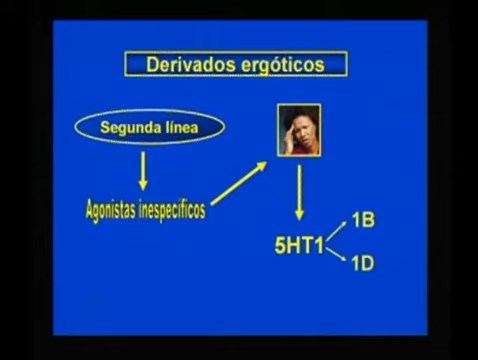 Derivados ergóticos
Segunda línea
Agonistas inespecíficos
5HT1
1B
1D